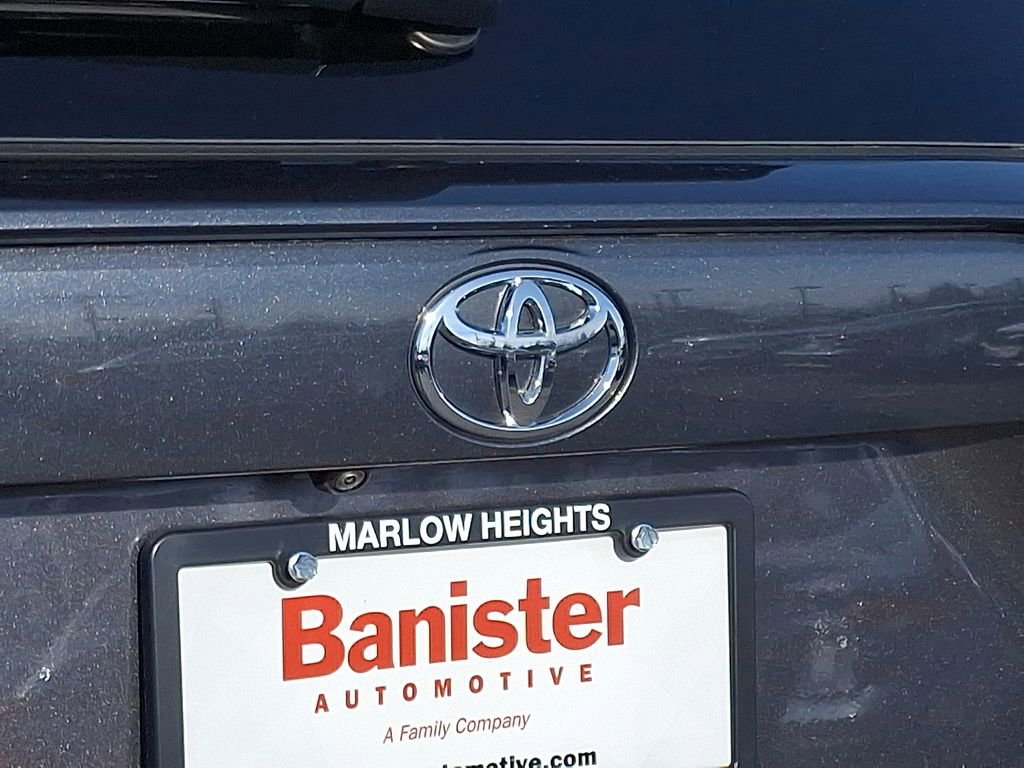 MARLOW HEIGHTS
Banister
AUTOMOTIVE
A Family Company